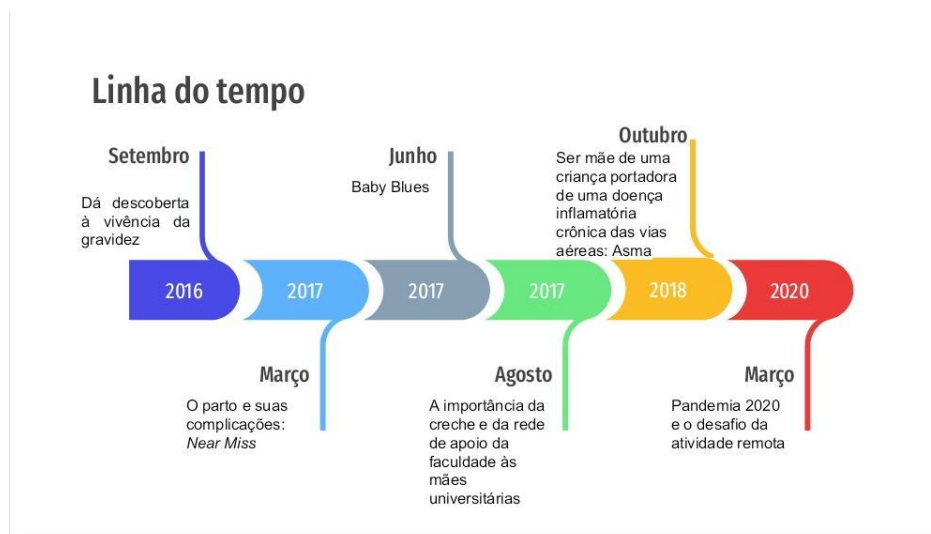 Linha do tempo
Setembro
Dá descoberta
à vivência da
gravidez
Junho
Baby Blues
Outubro
Ser mãe de uma
criança portadora
de uma doença
inflamatória
crônica das vias
aéreas: Asma
2016
2017
2017
2017
2018
2020
Março
O parto e suas
complicações:
Near Miss
Agosto
A importância da
creche e da rede
de apoio da
faculdade às
mães
universitárias
Março
Pandemia 2020
e o desafio da
atividade remota